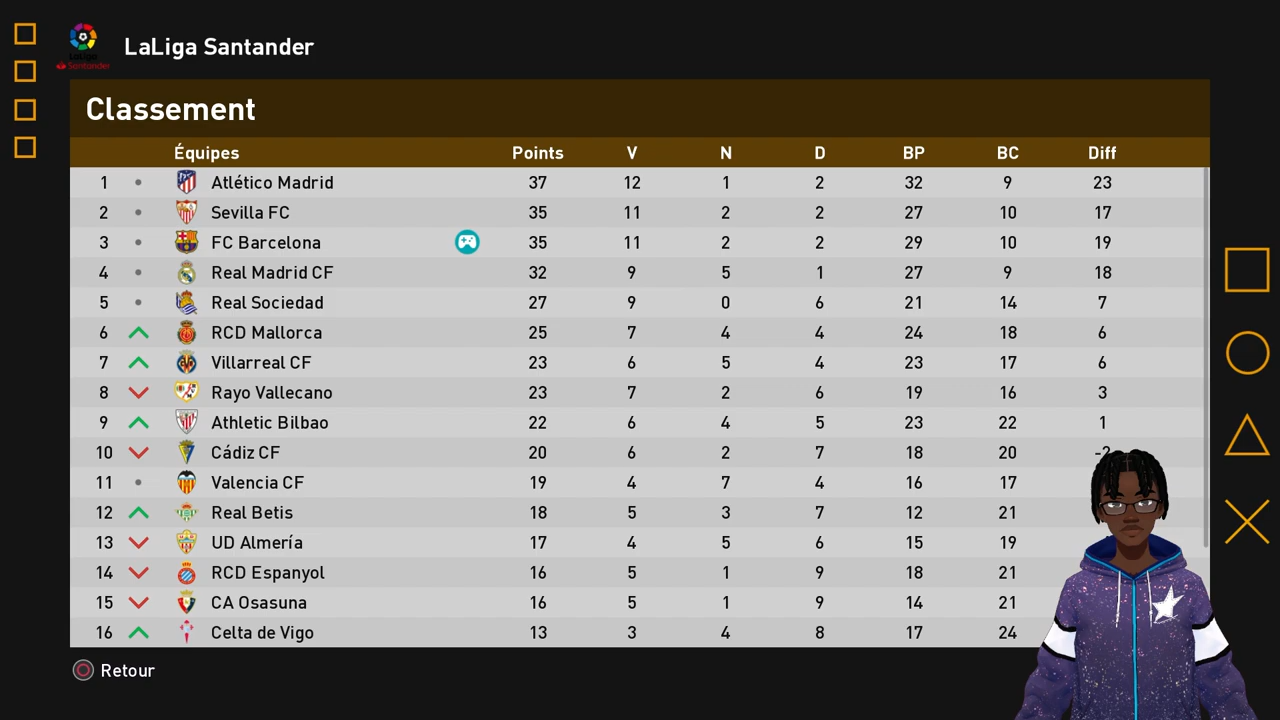 LaLiga Santander
LaLiga
Santander
Classement
Équipes Points V N D BP BC Diff
1 Atlético Madrid 37 12 1 2 32 9 23
2 Sevilla FC 35 11 2 2 27 10 17
3 FC Barcelona 35 11 2 2 29 10 19
4 Real Madrid CF 32 9 5 1 27 9 18
5 Real Sociedad 27 9 0 6 21 14 7
6 RCD Mallorca 25 7 4 4 24 18 6
7 Villarreal CF 23 6 5 4 23 17 6
8 Rayo Vallecano 23 7 2 6 19 16 3
9 Athletic Bilbao 22 6 4 5 23 22 1
10 Cádiz CF 20 6 2 7 18 20 -2
11 Valencia CF 19 4 7 4 16 17
12 Real Betis 18 5 3 7 12 21
13 UD Almería 17 4 5 6 15 19
14 RCD Espanyol 16 5 1 9 18 21
15 CA Osasuna 16 5 1 9 14 21
16 Celta de Vigo 13 3 4 8 17 24
Retour